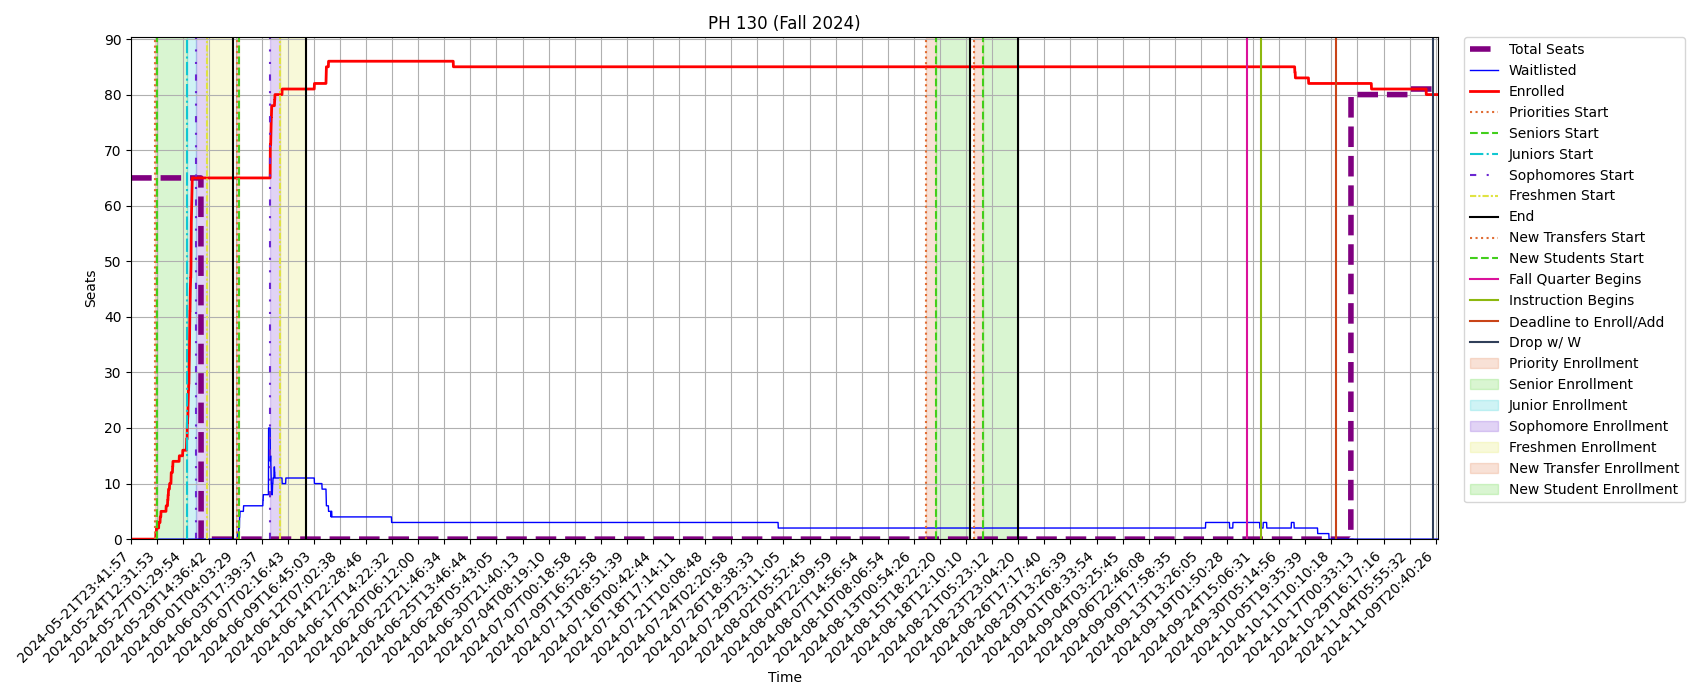 PH 130 (Fall 2024)
Seats
90
80
70
60
50
40
30
20
10
0
2024-05-21T23:41:57
2024-05-24T12:31:53
2024-05-27T01:29:54
2024-05-29T14:36:42
2024-06-01T04:03:29
2024-06-03T17:39:37
2024-06-07T02:16:43
2024-06-09T16:45:03
2024-06-12T07:02:38
2024-06-14T22:28:46
2024-06-17T14:22:32
2024-06-20T06:12:00
2024-06-22T21:46:34
2024-06-25T13:46:44
2024-06-28T05:43:05
2024-06-30T21:40:13
2024-07-04T08:19:10
2024-07-07T00:18:58
2024-07-09T16:52:58
2024-07-13T08:51:39
2024-07-16T00:42:44
2024-07-18T17:14:11
2024-07-21T10:08:48
2024-07-24T02:20:58
2024-07-26T18:38:33
2024-07-29T23:11:05
2024-08-02T05:52:45
2024-08-04T22:09:59
2024-08-07T14:56:54
2024-08-10T08:06:54
2024-08-13T00:54:26
2024-08-15T18:22:20
2024-08-18T12:10:10
2024-08-21T05:23:12
2024-08-23T23:04:20
2024-08-26T17:17:40
2024-08-29T13:26:39
2024-09-01T08:33:54
2024-09-04T03:25:45
2024-09-06T22:46:08
2024-09-09T17:58:35
2024-09-13T13:26:05
2024-09-19T01:50:28
2024-09-24T15:06:31
2024-09-30T05:14:56
2024-10-05T19:35:39
2024-10-11T10:10:18
2024-10-17T00:33:13
2024-10-29T16:17:16
2024-11-04T05:55:32
2024-11-09T20:40:26
Time
Total Seats
Waitlisted
Enrolled
Priorities Start
Seniors Start
Juniors Start
Sophomores Start
Freshmen Start
End
New Transfers Start
New Students Start
Fall Quarter Begins
Instruction Begins
Deadline to Enroll/Add
Drop w/ W
Priority Enrollment
Senior Enrollment
Junior Enrollment
Sophomore Enrollment
Freshmen Enrollment
New Transfer Enrollment
New Student Enrollment